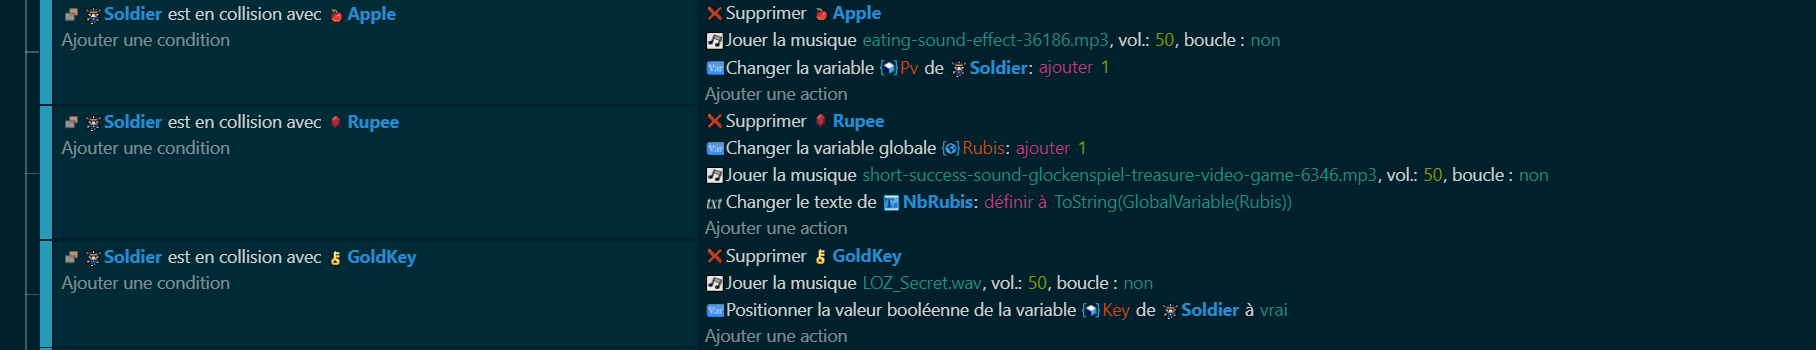 Soldier est en collision avec Apple
Ajouter une condition
Supprimer Apple
Jouer la musique eating-sound-effect-36186.mp3, vol.: 50, boucle : non
Var Changer la variable Pv de Soldier: ajouter 1
Ajouter une action
Soldier est en collision avec Rupee
Ajouter une condition
Supprimer Rupee
Var Changer la variable globale Rubis: ajouter 1
Jouer la musique short-success-sound-glockenspiel-treasure-video-game-6346.mp3, vol.: 50, boucle : non
txt Changer le texte de NbRubis: définir à ToString(GlobalVariable(Rubis))
Ajouter une action
Soldier est en collision avec GoldKey
Ajouter une condition
Supprimer GoldKey
Jouer la musique LOZ_Secret.wav, vol.: 50, boucle : non
Var Positionner la valeur booléenne de la variable Key de Soldier à vrai
Ajouter une action